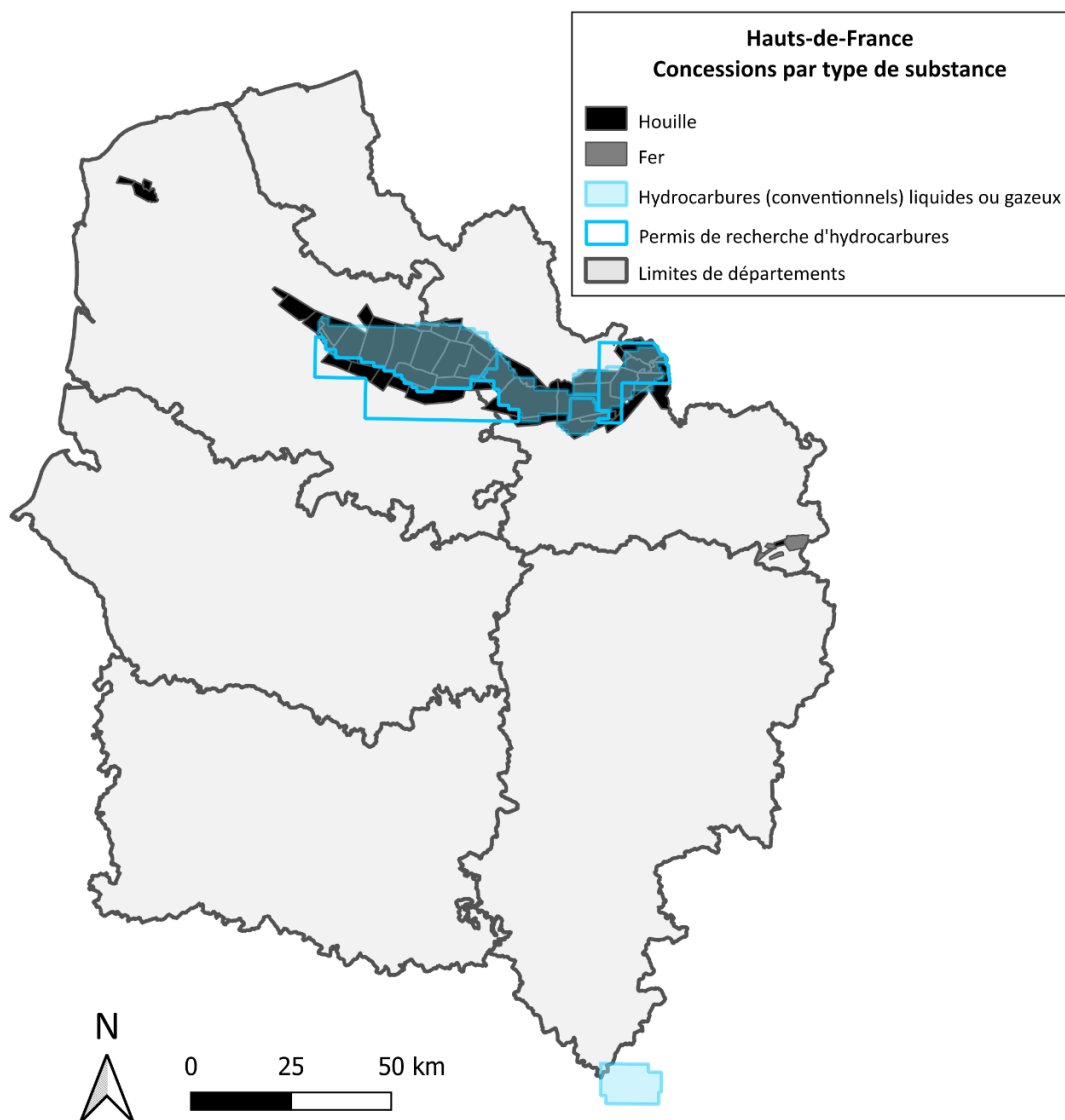 Hauts-de-France
Concessions par type de substance
Houille
Fer
Hydrocarbures (conventionnels) liquides ou gazeux
Permis de recherche d'hydrocarbures
Limites de départements
N
0 25 50 km